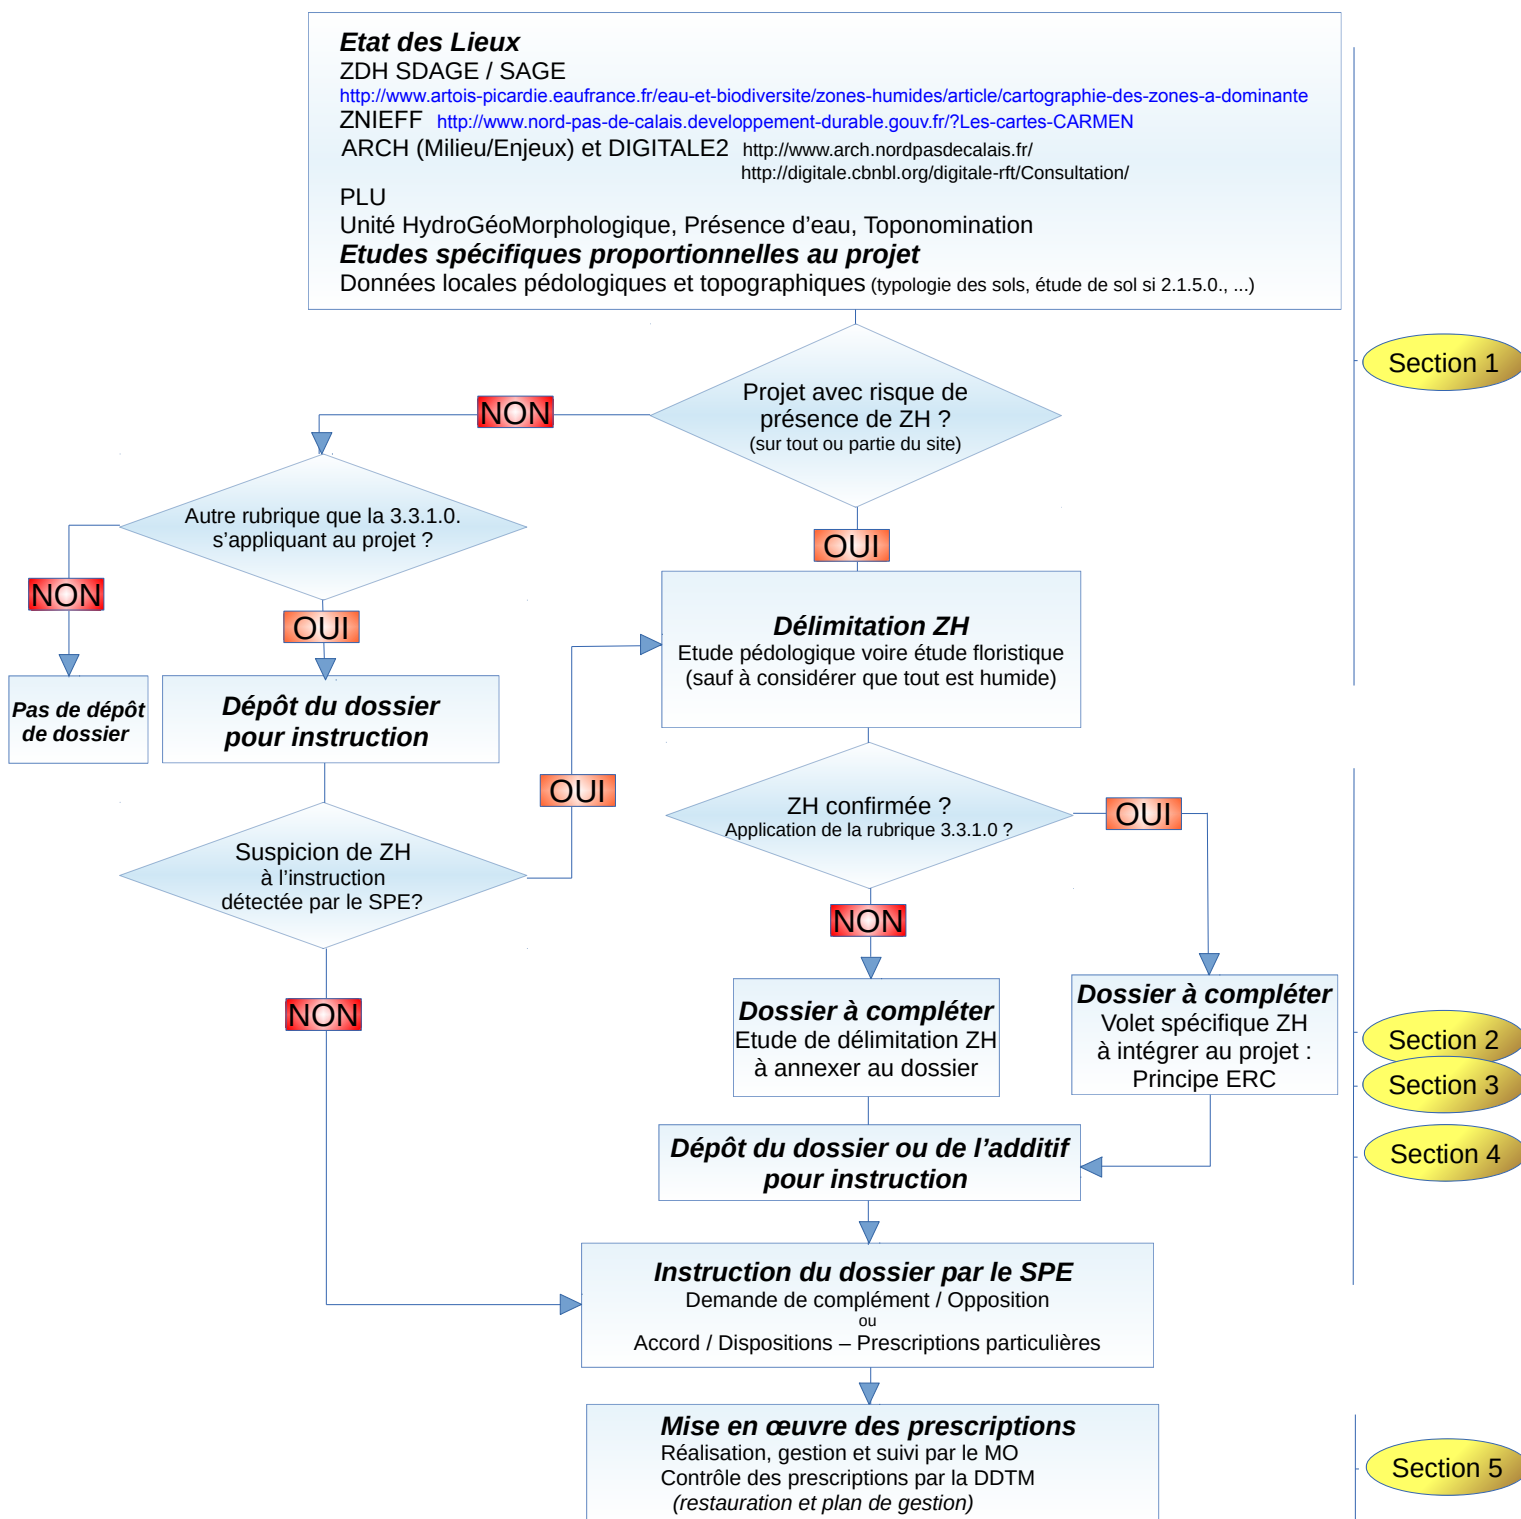 Etat des Lieux
ZDH SDAGE / SAGE
http://www.artois-picardie.eaufrance.fr/eau-et-biodiversite/zones-humides/article/cartographie-des-zones-a-dominante
ZNIEFF http://www.nord-pas-de-calais.developpement-durable.gouv.fr/?Les-cartes-CARMEN
ARCH (Milieu/Enjeux) et DIGITALE2 http://www.arch.nordpasdecalais.fr/
http://digitale.cbnbl.org/digitale-rft/Consultation/
PLU
Unité HydroGéoMorphologique, Présence d'eau, Toponomination
Etudes spécifiques proportionnelles au projet
Données locales pédologiques et topographiques (typologie des sols, étude de sol si 2.1.5.0., ...)
Section 1
Projet avec risque de
présence de ZH ?
(sur tout ou partie du site)
NON
Autre rubrique que la 3.3.1.0.
s'appliquant au projet ?
OUI
NON
OUI
Délimitation ZH
Etude pédologique voire étude floristique
(sauf à considérer que tout est humide)
Pas de dépôt
de dossier
Dépôt du dossier
pour instruction
OUI
ZH confirmée ?
Application de la rubrique 3.3.1.0 ?
OUI
Suspicion de ZH
à l'instruction
détectée par le SPE?
NON
NON
Dossier à compléter
Etude de délimitation ZH
à annexer au dossier
Dossier à compléter
Volet spécifique ZH
à intégrer au projet :
Principe ERC
Section 2
Section 3
Dépôt du dossier ou de l'additif
pour instruction
Section 4
Instruction du dossier par le SPE
Demande de complément / Opposition
ou
Accord / Dispositions – Prescriptions particulières
Mise en œuvre des prescriptions
Réalisation, gestion et suivi par le MO
Contrôle des prescriptions par la DDTM
(restauration et plan de gestion)
Section 5